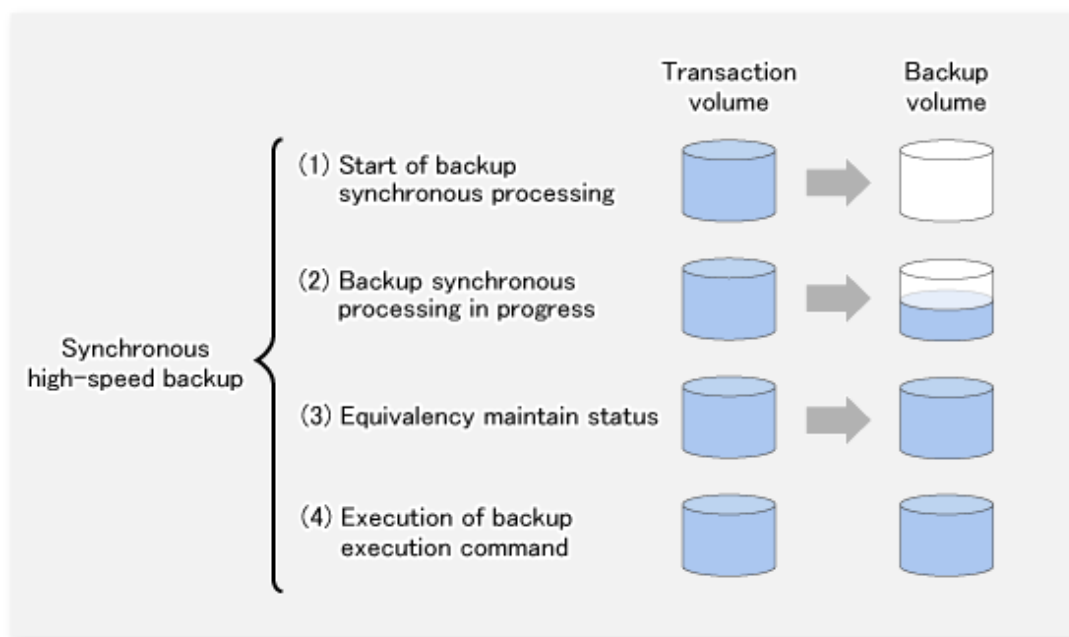 Transaction
volume
Backup
volume
(1) Start of backup
synchronous processing
(2) Backup synchronous
processing in progress
Synchronous
high-speed backup
(3) Equivalency maintain status
(4) Execution of backup
execution command